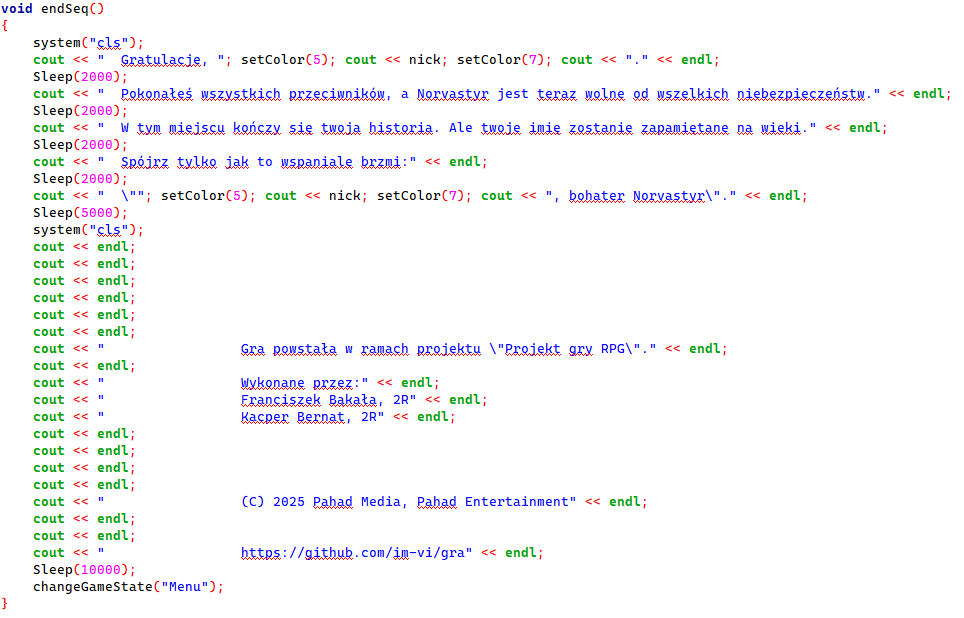 void endSeq()
{
    system("cls");
    cout << "  Gratulacje, "; setColor(5); cout << nick; setColor(7); cout << "." << endl;
    Sleep(2000);
    cout << "  Pokonałeś wszystkich przeciwników, a Norvastyr jest teraz wolne od wszelkich niebezpieczeństw." << endl;
    Sleep(2000);
    cout << "  W tym miejscu kończy się twoja historia. Ale twoje imię zostanie zapamiętane na wieki." << endl;
    Sleep(2000);
    cout << "  Spójrz tylko jak to wspaniale brzmi:" << endl;
    Sleep(2000);
    cout << "  \""; setColor(5); cout << nick; setColor(7); cout << ", bohater Norvastyr\"." << endl;
    Sleep(5000);
    system("cls");
    cout << endl;
    cout << endl;
    cout << endl;
    cout << endl;
    cout << endl;
    cout << endl;
    cout << "                 Gra powstała w ramach projektu \"Projekt gry RPG\"." << endl;
    cout << endl;
    cout << "                 Wykonane przez:" << endl;
    cout << "                 Franciszek Bakała, 2R" << endl;
    cout << "                 Kacper Bernat, 2R" << endl;
    cout << endl;
    cout << endl;
    cout << endl;
    cout << endl;
    cout << "                 (C) 2025 Pahad Media, Pahad Entertainment" << endl;
    cout << endl;
    cout << endl;
    cout << "                 https://github.com/im-vi/gra" << endl;
    Sleep(10000);
    changeGameState("Menu");
}